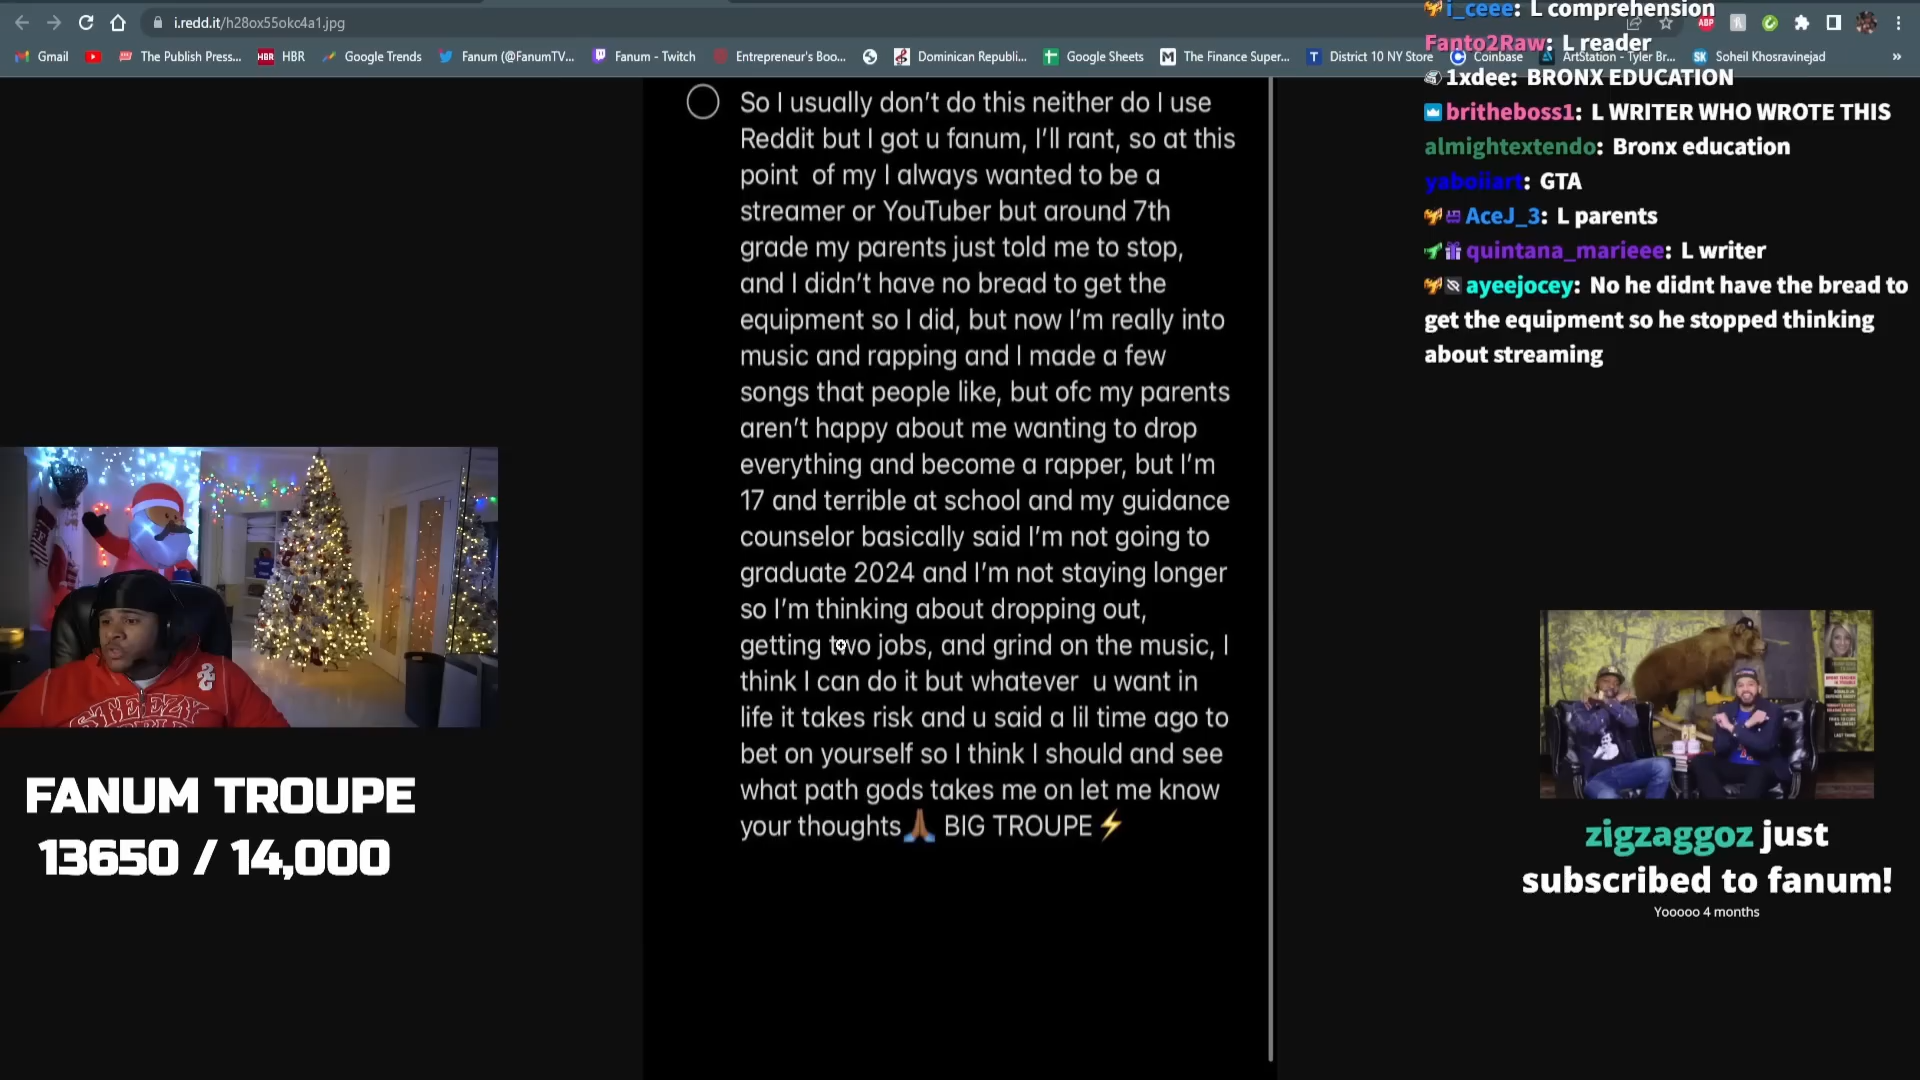 i.redd.it/h28ox55okc4a1.jpg
Gmail
The Publish Press...
HBR HBR
Google Trends
Fanum (@FanumTV...
Fanum - Twitch
Entrepreneur's Boo...
Dominican Republi...
Google Sheets
M The Finance Super...
T District 10 NY Store
Coinbase
ArtStation - Tyler Br...
SK Soheil Khosravinejad
»
So I usually don’t do this neither do I use
Reddit but I got u fanum, I’ll rant, so at this
point of my I always wanted to be a
streamer or YouTuber but around 7th
grade my parents just told me to stop,
and I didn’t have no bread to get the
equipment so I did, but now I’m really into
music and rapping and I made a few
songs that people like, but ofc my parents
aren’t happy about me wanting to drop
everything and become a rapper, but I’m
17 and terrible at school and my guidance
counselor basically said I’m not going to
graduate 2024 and I’m not staying longer
so I’m thinking about dropping out,
getting two jobs, and grind on the music, I
think I can do it but whatever u want in
life it takes risk and u said a lil time ago to
bet on yourself so I think I should and see
what path gods takes me on let me know
your thoughts🙏🏾 BIG TROUPE⚡
i_ceee: L comprehension
Fanto2Raw: L reader
1xdee: BRONX EDUCATION
britheboss1: L WRITER WHO WROTE THIS
almightextendo: Bronx education
yaboiiart: GTA
AceJ_3: L parents
quintana_marieee: L writer
ayeejocey: No he didnt have the bread to
get the equipment so he stopped thinking
about streaming
STEEZY
FANUM TROUPE
13650 / 14,000
zigzaggoz just
subscribed to fanum!
Yooooo 4 months